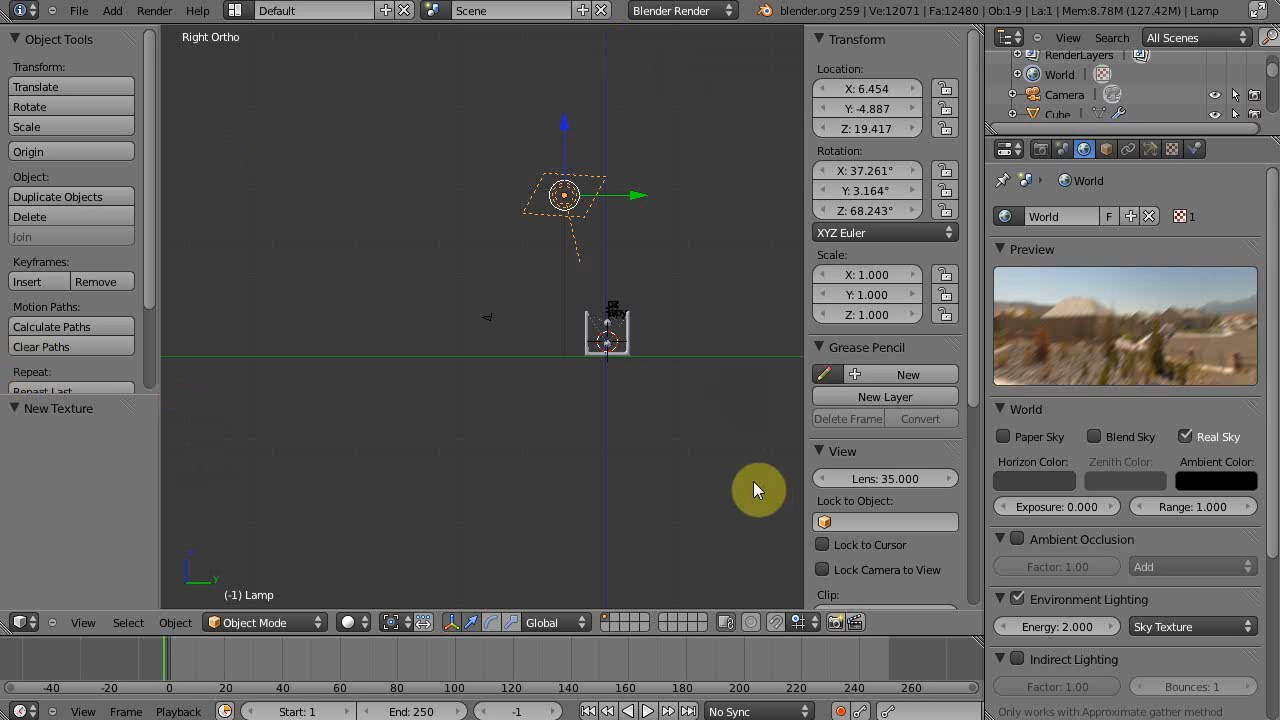 File Add Render Help Default Scene Blender Render blender.org 259 | Ve:12071 | Fa:12480 | Ob:1-9 | La:1 | Mem:8.78M (127.42M) | Lamp
Object Tools
Transform:
Translate
Rotate
Scale
Origin
Object:
Duplicate Objects
Delete
Join
Keyframes:
Insert Remove
Motion Paths:
Calculate Paths
Clear Paths
Repeat:
Repeat Last
New Texture
Right Ortho
z
y
(-1) Lamp
Transform
Location:
X: 6.454
Y: -4.887
Z: 19.417
Rotation:
X: 37.261°
Y: 3.164°
Z: 68.243°
XYZ Euler
Scale:
X: 1.000
Y: 1.000
Z: 1.000
Grease Pencil
New
New Layer
Delete Frame Convert
View
Lens: 35.000
Lock to Object:
Lock to Cursor
Lock Camera to View
Clip:
View Search All Scenes
RenderLayers
World
Camera
Cube
World
World F 1
Preview
World
Paper Sky Blend Sky Real Sky
Horizon Color: Zenith Color: Ambient Color:
Exposure: 0.000 Range: 1.000
Ambient Occlusion
Factor: 1.00 Add
Environment Lighting
Energy: 2.000 Sky Texture
Indirect Lighting
Factor: 1.00 Bounces: 1
Only works with Approximate gather method
View Select Object Object Mode Global
-40 -20 0 20 40 60 80 100 120 140 160 180 200 220 240 260
View Frame Playback Start: 1 End: 250 -1 No Sync